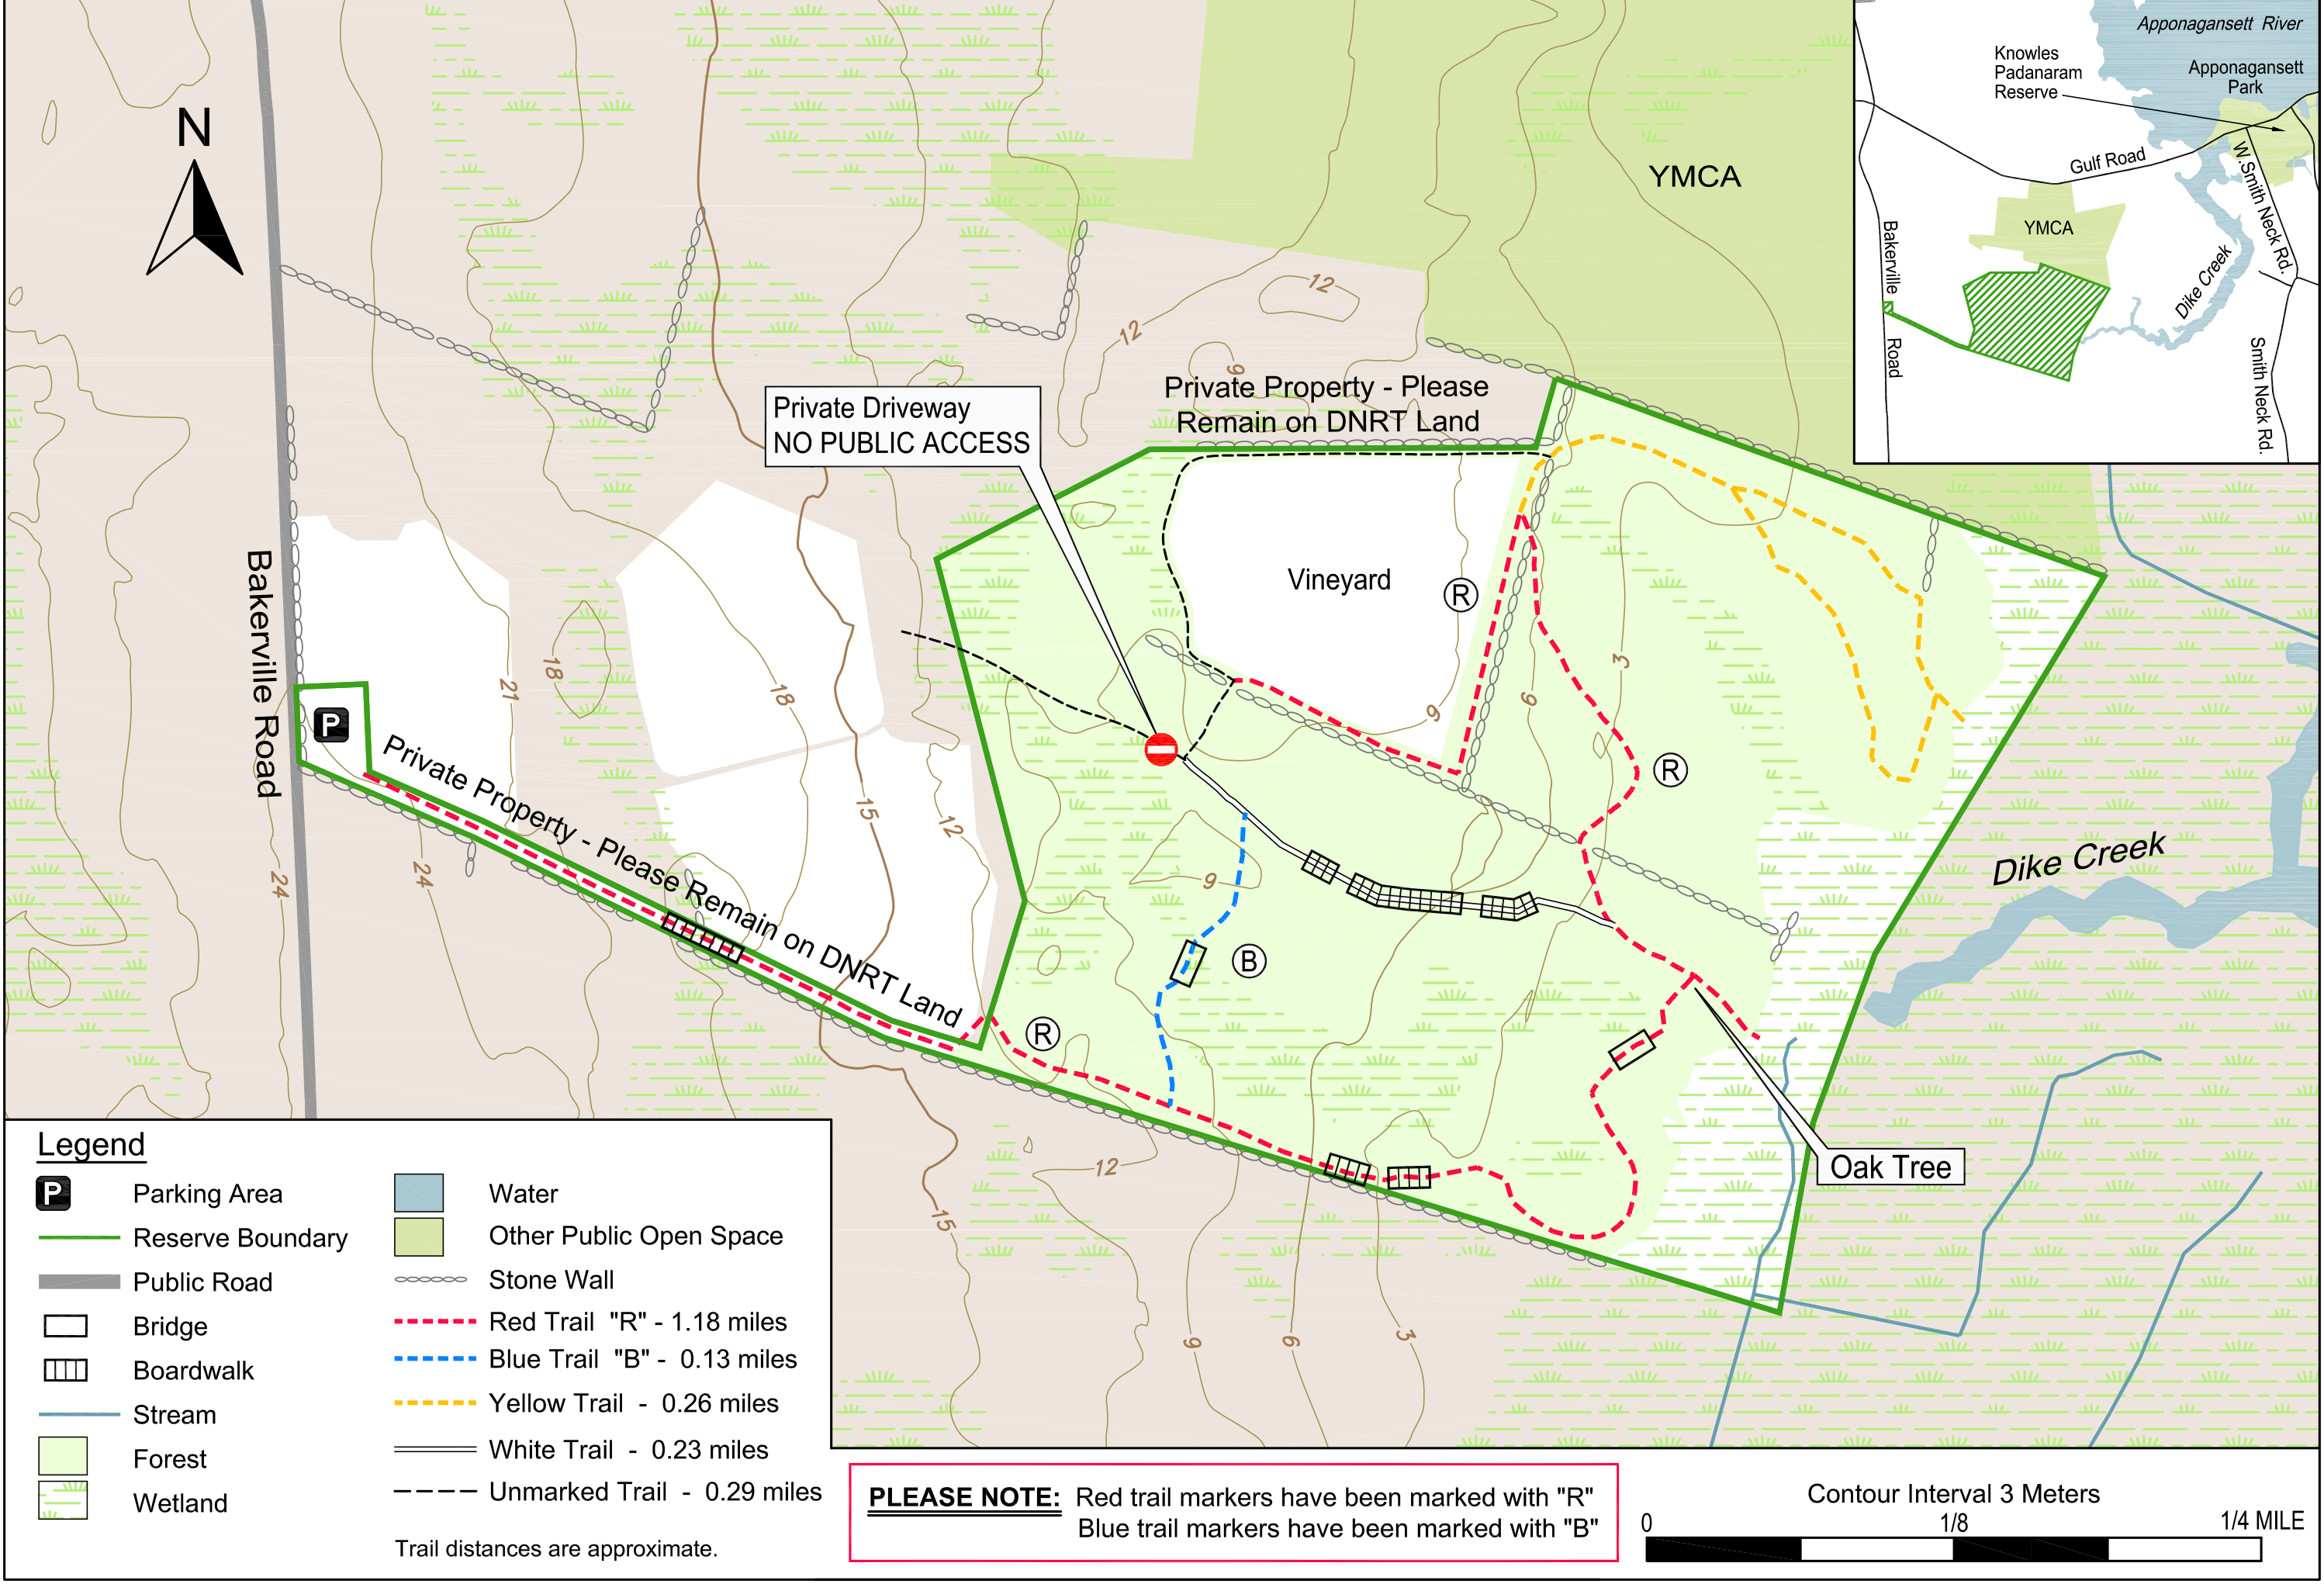 N
YMCA
12
12
9
Private Property - Please
Remain on DNRT Land
Private Driveway
NO PUBLIC ACCESS
Vineyard
R
Bakerville Road
P
21
18
18
15
12
9
6
3
9
R
Private Property - Please Remain on DNRT Land
24
24
B
R
Dike Creek
Oak Tree
12
15
9
6
3
Apponagansett River
Knowles
Padanaram
Reserve
Apponagansett
Park
Gulf Road
W. Smith Neck Rd.
YMCA
Bakerville
Road
Dike Creek
Smith Neck Rd.
Legend
P Parking Area
Reserve Boundary
Public Road
Bridge
Boardwalk
Stream
Forest
Wetland
Water
Other Public Open Space
Stone Wall
Red Trail "R" - 1.18 miles
Blue Trail "B" - 0.13 miles
Yellow Trail - 0.26 miles
White Trail - 0.23 miles
Unmarked Trail - 0.29 miles
Trail distances are approximate.
PLEASE NOTE: Red trail markers have been marked with "R"
Blue trail markers have been marked with "B"
Contour Interval 3 Meters
0 1/8 1/4 MILE